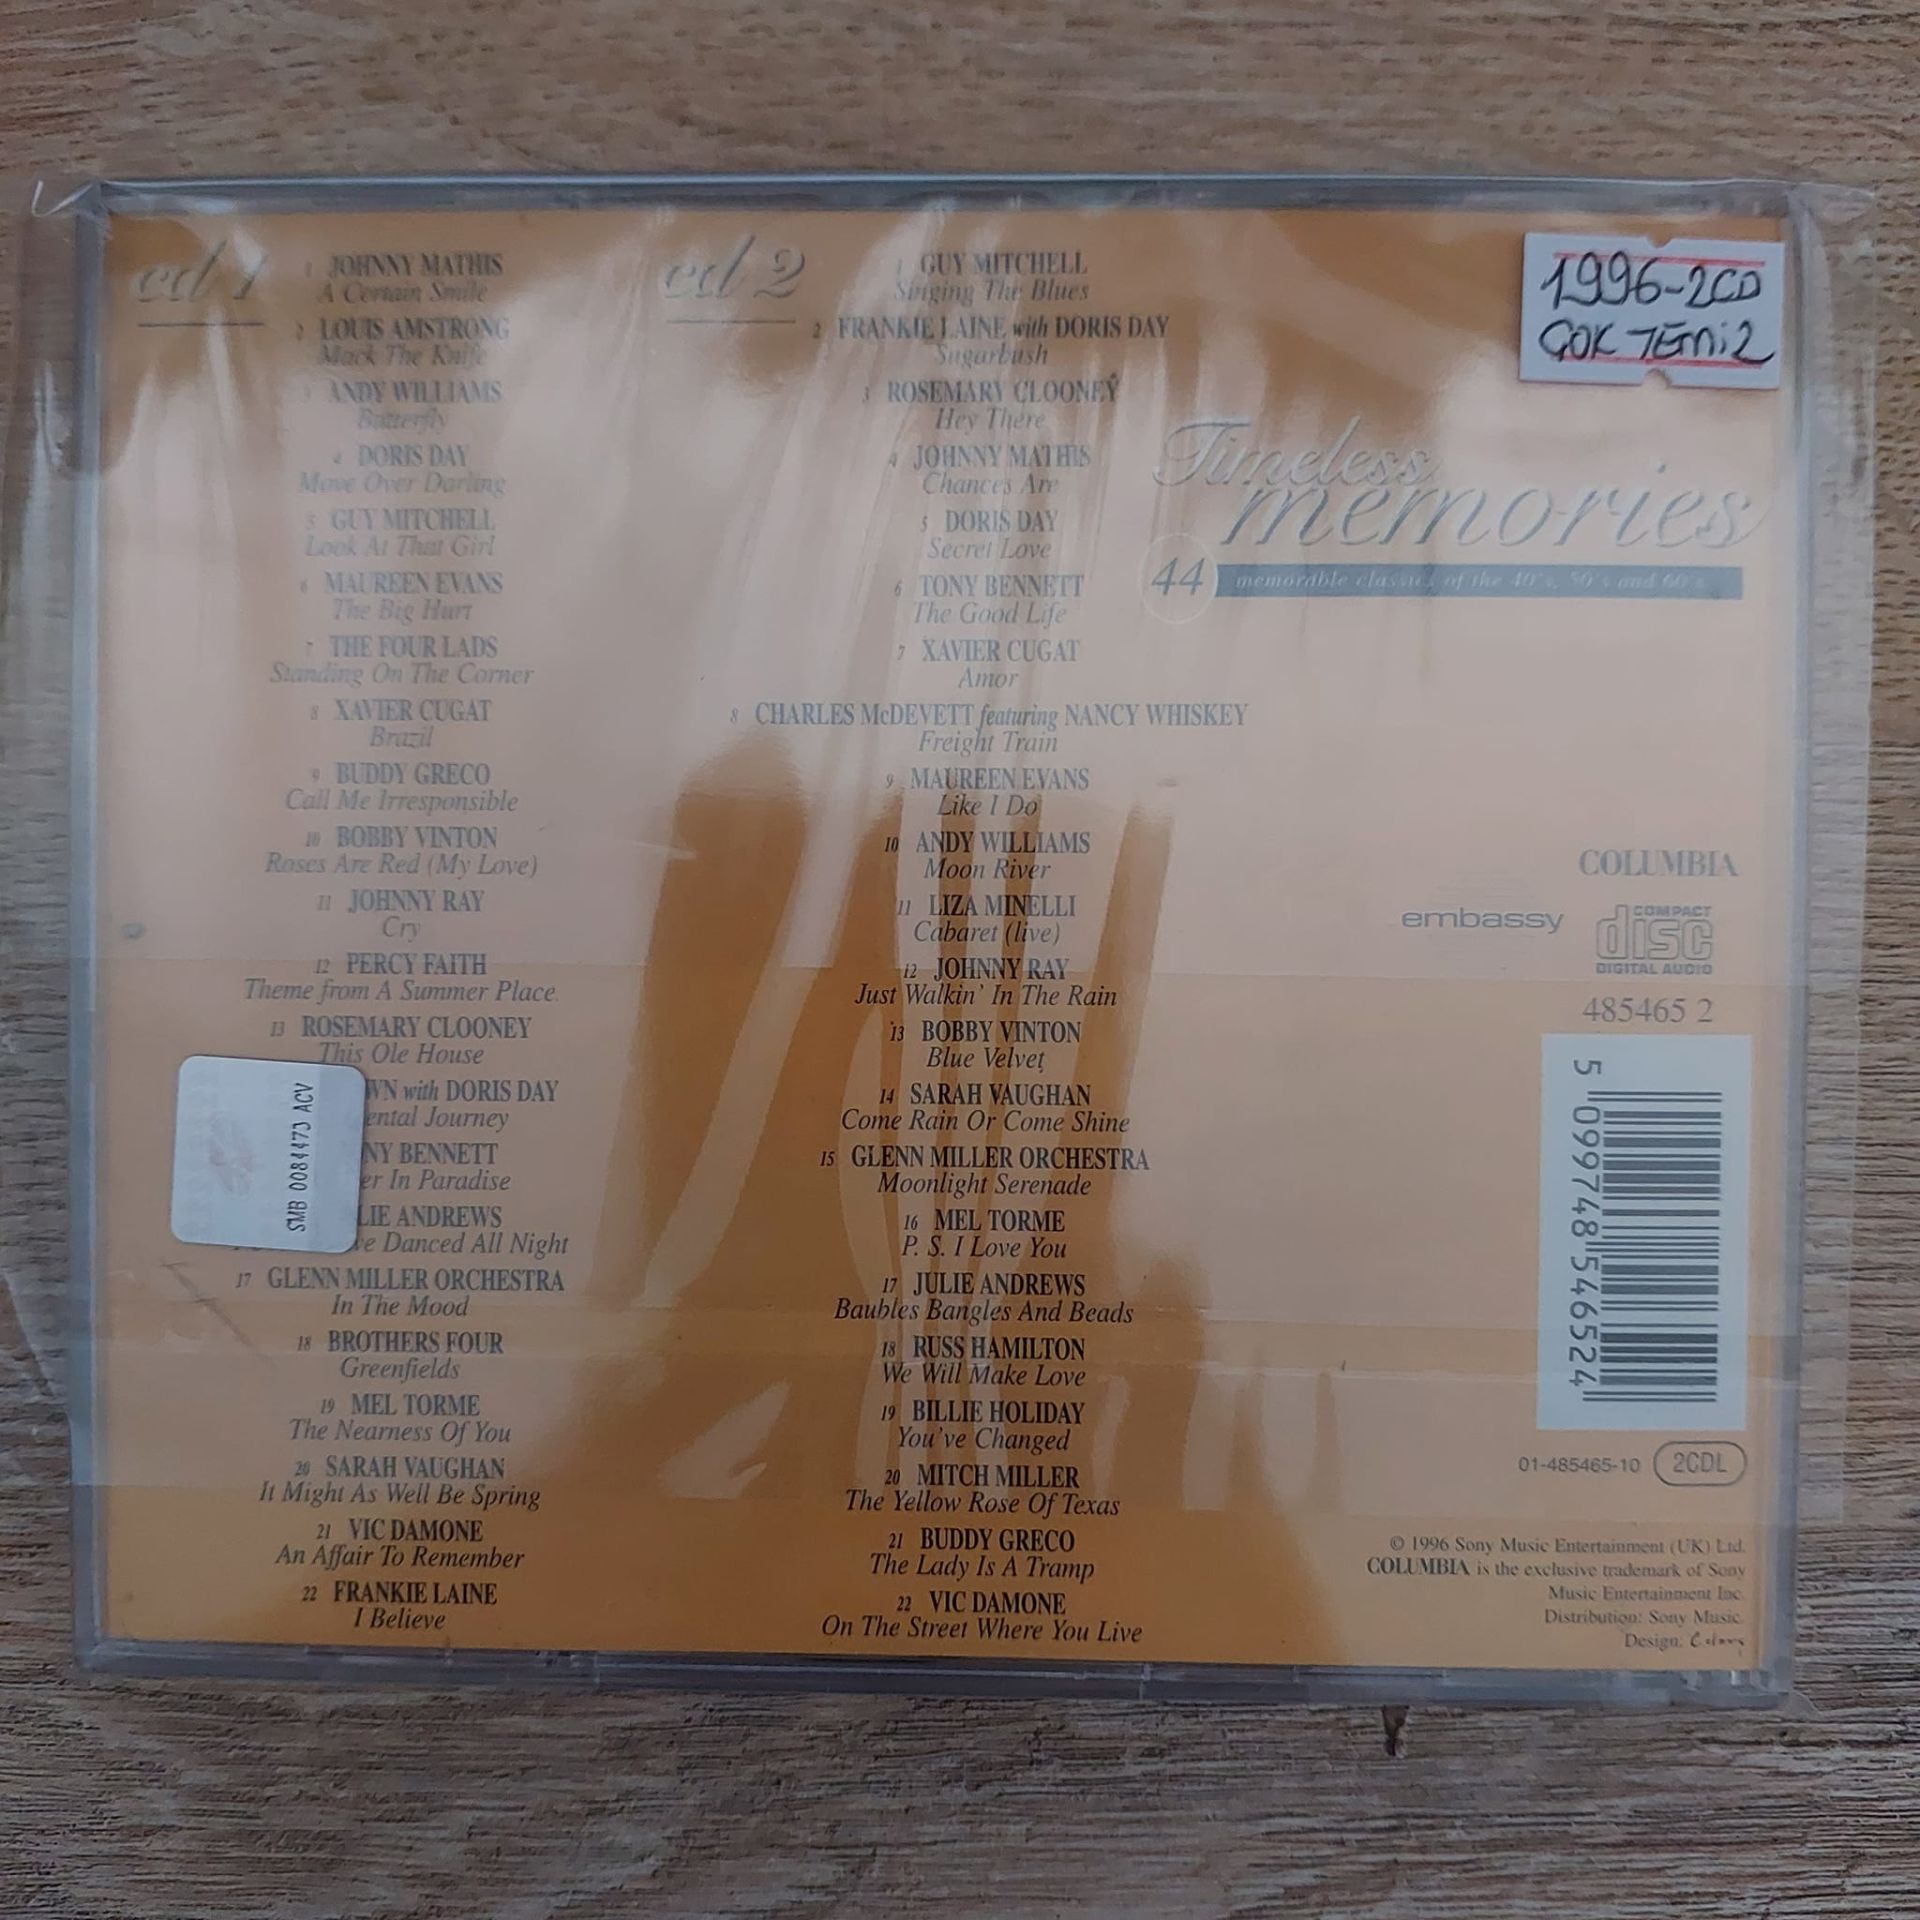 cd 1
1 JOHNNY MATHIS
A Certain Smile
2 LOUIS AMSTRONG
Mack The Knife
3 ANDY WILLIAMS
Butterfly
4 DORIS DAY
Move Over Darling
5 GUY MITCHELL
Look At That Girl
6 MAUREEN EVANS
The Big Hurt
7 THE FOUR LADS
Standing On The Corner
8 XAVIER CUGAT
Brazil
9 BUDDY GRECO
Call Me Irresponsible
10 BOBBY VINTON
Roses Are Red (My Love)
11 JOHNNY RAY
Cry
12 PERCY FAITH
Theme from A Summer Place.
13 ROSEMARY CLOONEY
This Ole House
with DORIS DAY
Journey
BENNETT
In Paradise
ANDREWS
Danced All Night
17 GLENN MILLER ORCHESTRA
In The Mood
18 BROTHERS FOUR
Greenfields
19 MEL TORME
The Nearness Of You
20 SARAH VAUGHAN
It Might As Well Be Spring
21 VIC DAMONE
An Affair To Remember
22 FRANKIE LAINE
I Believe
SMB 0084473 ACV
cd 2
1 GUY MITCHELL
Singing The Blues
2 FRANKIE LAINE with DORIS DAY
Sugarbush
3 ROSEMARY CLOONEY
Hey There
4 JOHNNY MATHIS
Chances Are
5 DORIS DAY
Secret Love
6 TONY BENNETT
The Good Life
7 XAVIER CUGAT
Amor
8 CHARLES McDEVETT featuring NANCY WHISKEY
Freight Train
9 MAUREEN EVANS
Like I Do
10 ANDY WILLIAMS
Moon River
11 LIZA MINELLI
Cabaret (live)
12 JOHNNY RAY
Just Walkin' In The Rain
13 BOBBY VINTON
Blue Velvet
14 SARAH VAUGHAN
Come Rain Or Come Shine
15 GLENN MILLER ORCHESTRA
Moonlight Serenade
16 MEL TORME
P. S. I Love You
17 JULIE ANDREWS
Baubles Bangles And Beads
18 RUSS HAMILTON
We Will Make Love
19 BILLIE HOLIDAY
You've Changed
20 MITCH MILLER
The Yellow Rose Of Texas
21 BUDDY GRECO
The Lady Is A Tramp
22 VIC DAMONE
On The Street Where You Live
1996-2CD
ÇOK TEMiZ
Timeless
memories
44 memorable classics of the 40's, 50's and 60's
COLUMBIA
embassy
COMPACT
disc
DIGITAL AUDIO
485465 2
5 099748 546524
01-485465-10 2CDL
© 1996 Sony Music Entertainment (UK) Ltd.
COLUMBIA is the exclusive trademark of Sony
Music Entertainment Inc.
Distribution: Sony Music.
Design: